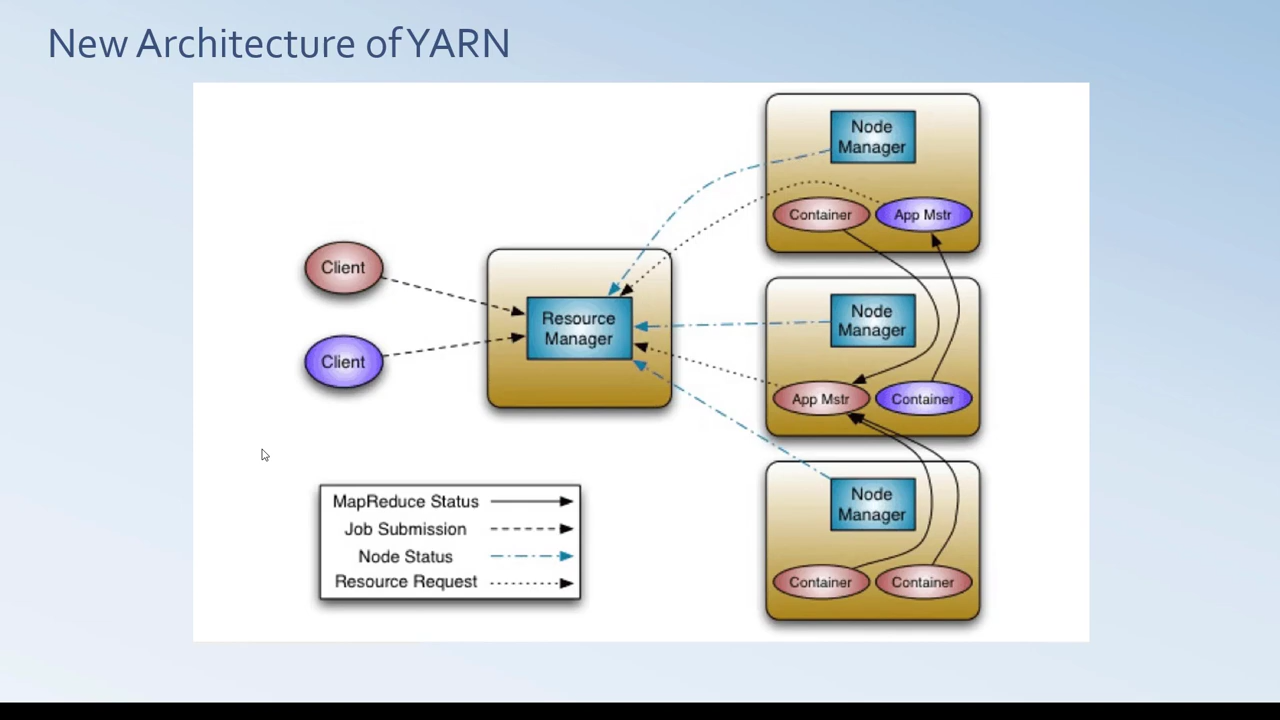 New Architecture of YARN
Client
Client
Resource
Manager
Node
Manager
Container
App Mstr
Node
Manager
App Mstr
Container
Node
Manager
Container
Container
MapReduce Status
Job Submission
Node Status
Resource Request